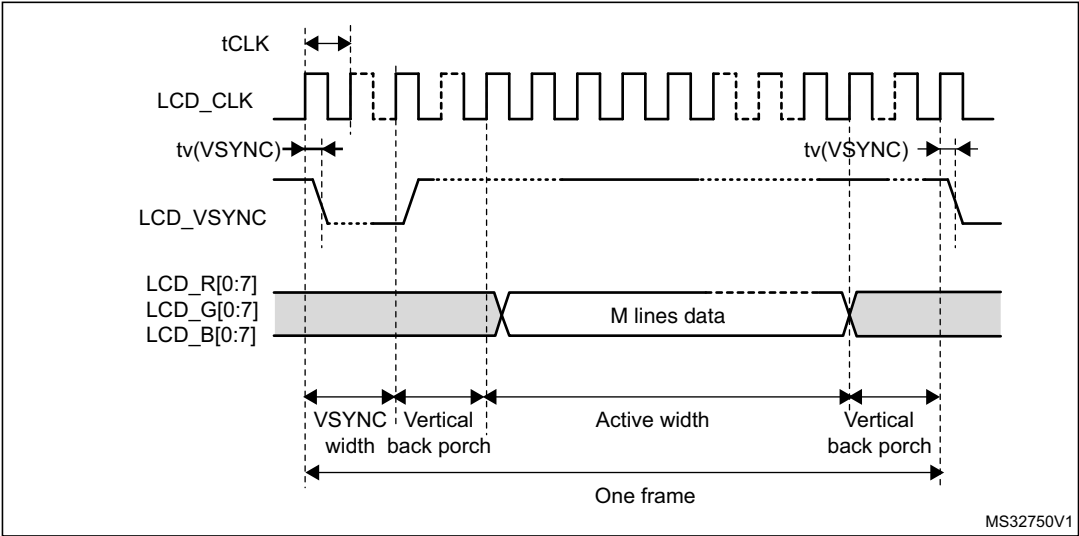 tCLK
LCD_CLK
tv(VSYNC)
tv(VSYNC)
LCD_VSYNC
LCD_R[0:7]
LCD_G[0:7]
LCD_B[0:7]
M lines data
VSYNC width
Vertical back porch
Active width
Vertical back porch
One frame
MS32750V1